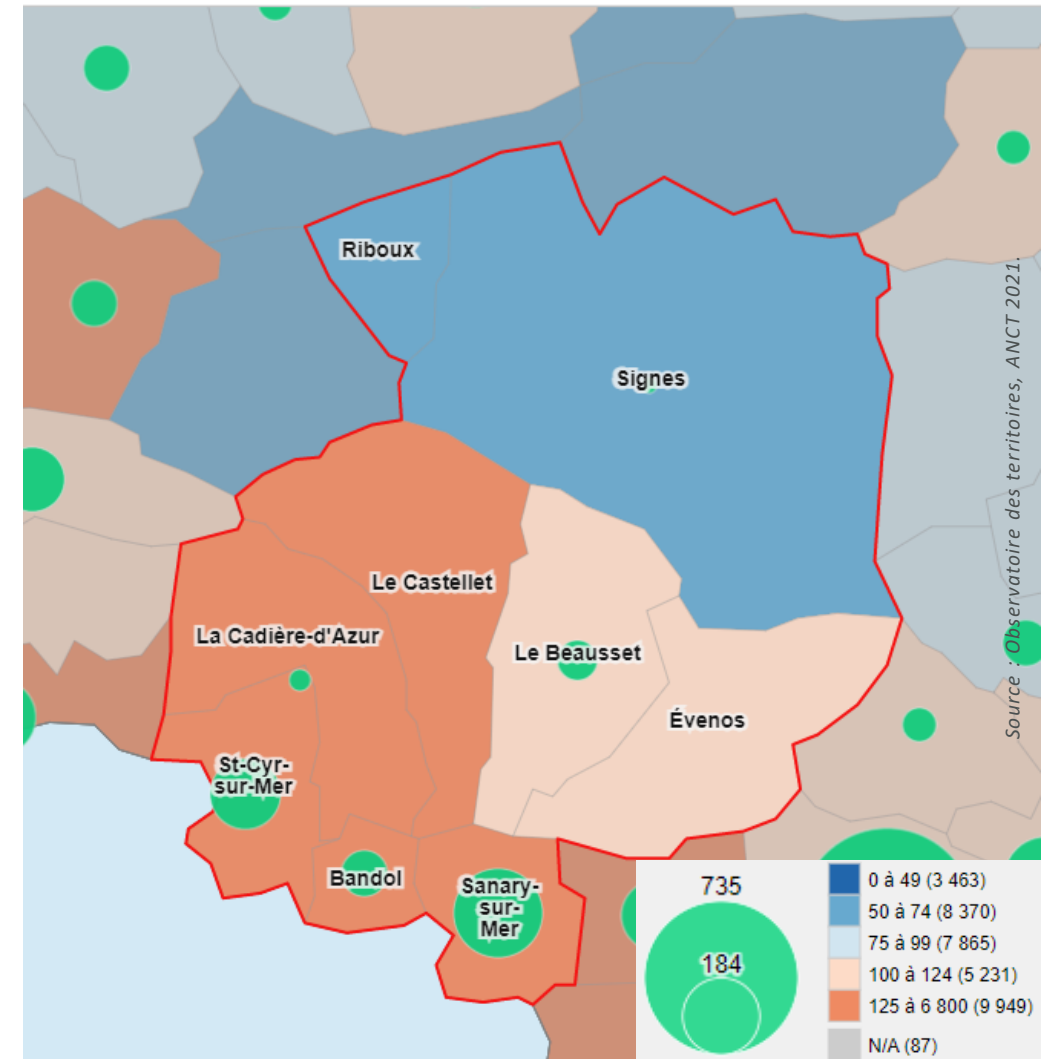 Riboux
Signes
Le Castellet
La Cadière-d'Azur
Le Beausset
Évenos
St-Cyr-
sur-Mer
Bandol
Sanary-
sur-
Mer
Source : Observatoire des territoires, ANCT 2021.
735
184
0 à 49 (3 463)
50 à 74 (8 370)
75 à 99 (7 865)
100 à 124 (5 231)
125 à 6 800 (9 949)
N/A (87)